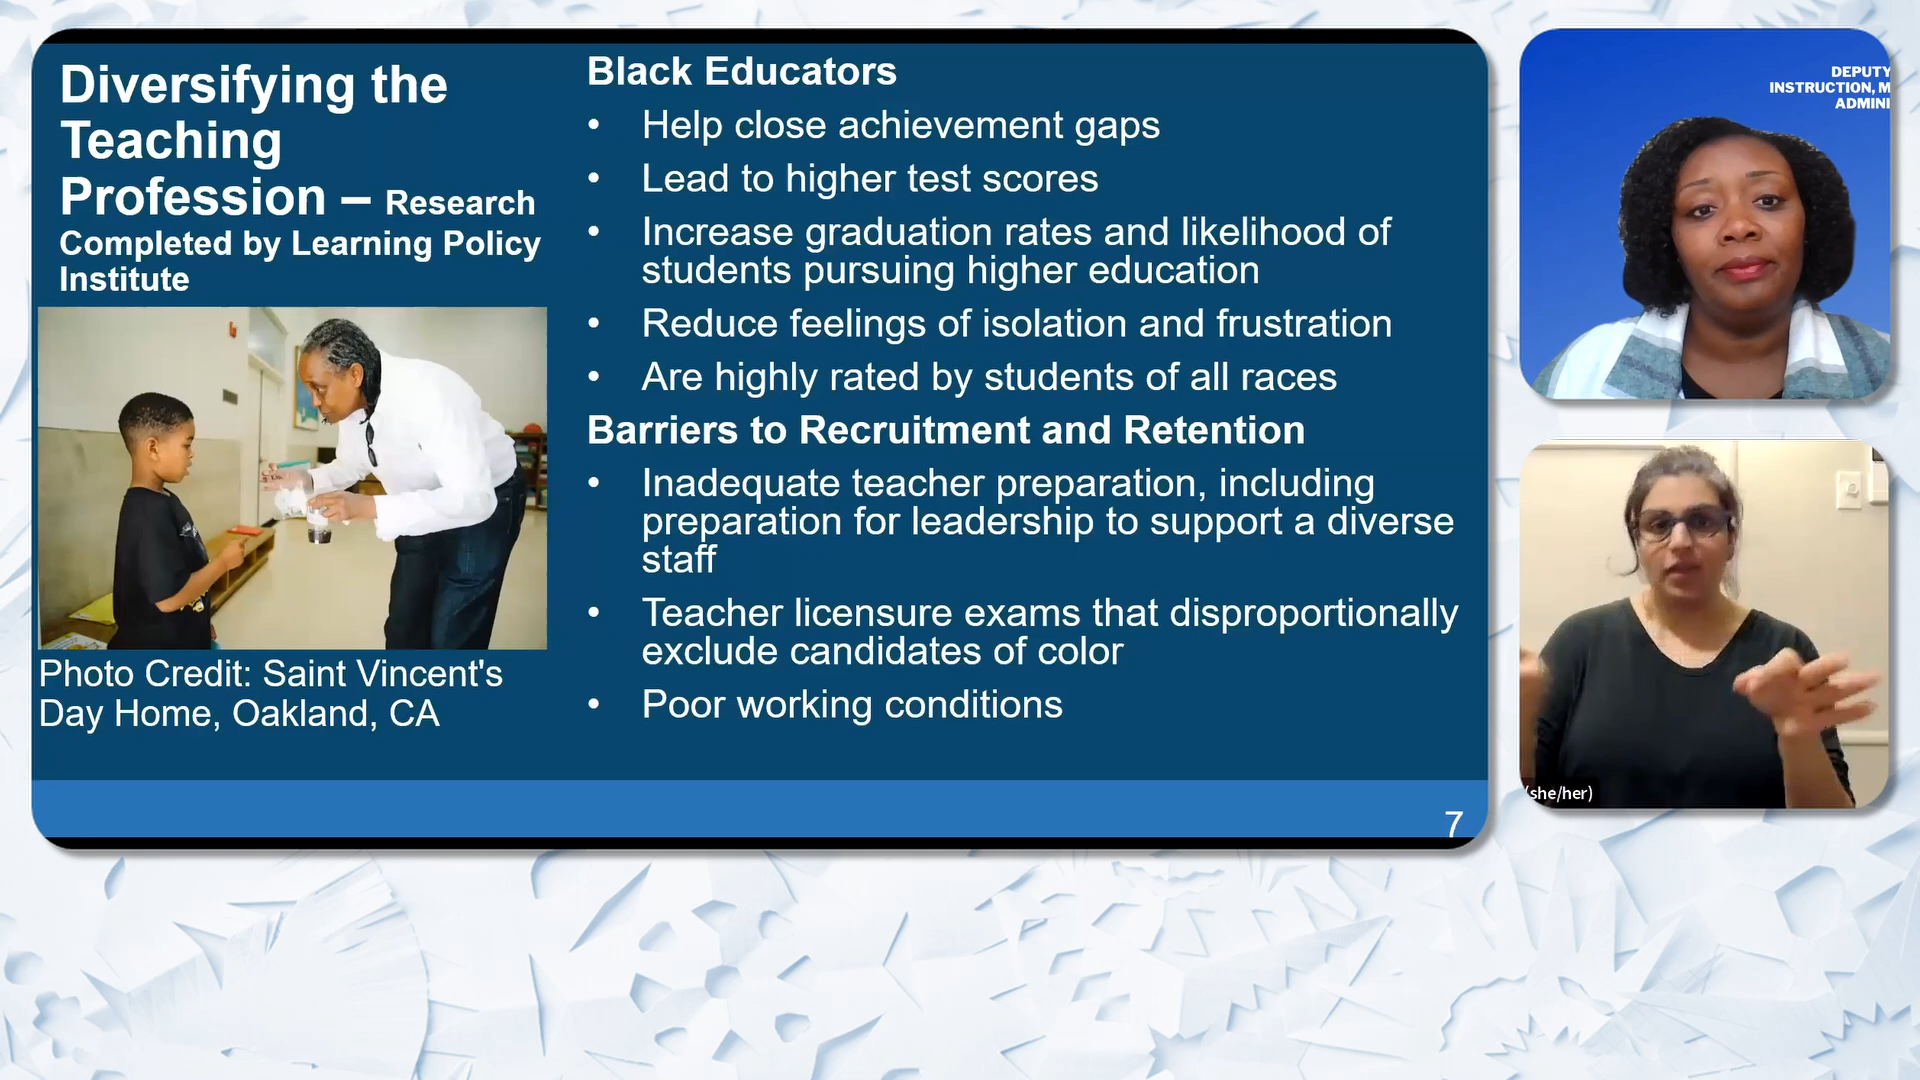 Diversifying the
Teaching
Profession – Research
Completed by Learning Policy
Institute
Photo Credit: Saint Vincent's
Day Home, Oakland, CA
Black Educators
• Help close achievement gaps
• Lead to higher test scores
• Increase graduation rates and likelihood of
students pursuing higher education
• Reduce feelings of isolation and frustration
• Are highly rated by students of all races
Barriers to Recruitment and Retention
• Inadequate teacher preparation, including
preparation for leadership to support a diverse
staff
• Teacher licensure exams that disproportionally
exclude candidates of color
• Poor working conditions
7
DEPUTY
INSTRUCTION, M
ADMINI
(she/her)